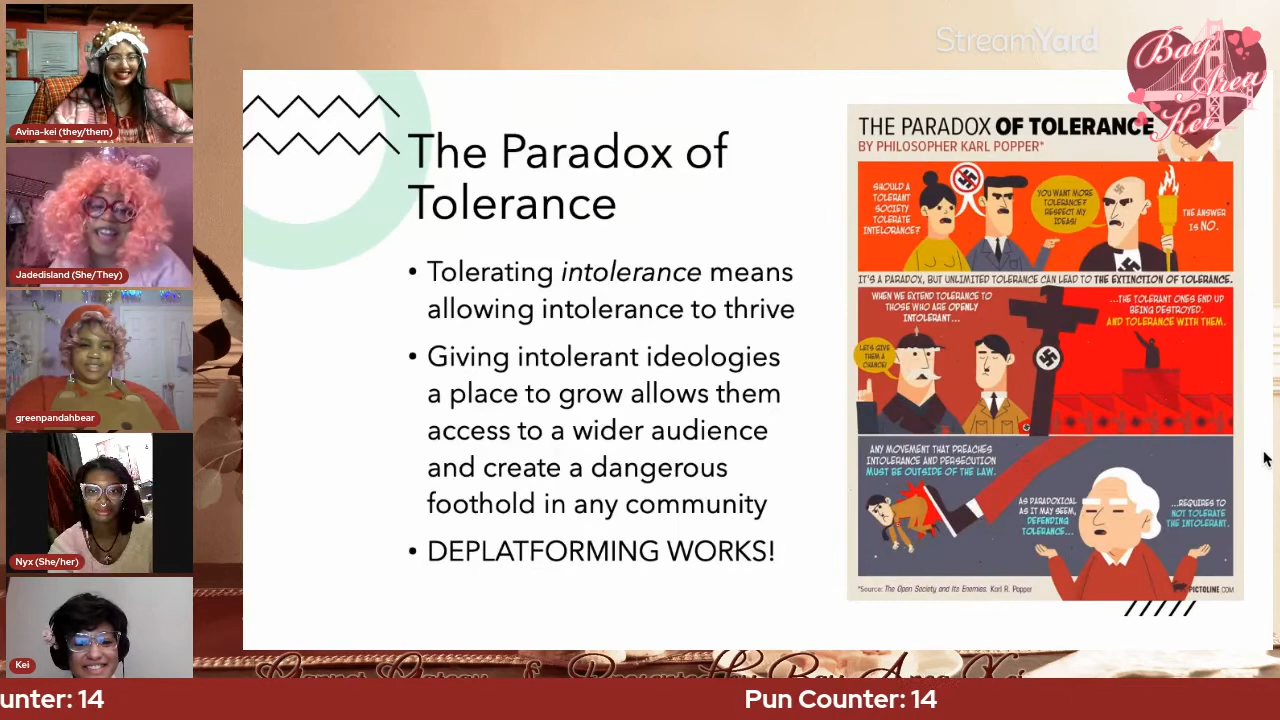 StreamYard
Bay
Area
Kei
Avina-kei (they/them)
Jadedisland (She/They)
greenpandahbear
Nyx (She/her)
Kei
The Paradox of
Tolerance
• Tolerating intolerance means
allowing intolerance to thrive
• Giving intolerant ideologies
a place to grow allows them
access to a wider audience
and create a dangerous
foothold in any community
• DEPLATFORMING WORKS!
THE PARADOX OF TOLERANCE
BY PHILOSOPHER KARL POPPER*
SHOULD A
TOLERANT
SOCIETY
TOLERATE
INTELORANCE?
YOU WANT MORE
TOLERANCE?
RESPECT MY
IDEAS!
THE ANSWER
IS NO.
IT'S A PARADOX, BUT UNLIMITED TOLERANCE CAN LEAD TO THE EXTINCTION OF TOLERANCE.
WHEN WE EXTEND TOLERANCE TO
THOSE WHO ARE OPENLY
INTOLERANT...
LET'S GIVE
THEM A
CHANCE!
...THE TOLERANT ONES END UP
BEING DESTROYED.
AND TOLERANCE WITH THEM.
ANY MOVEMENT THAT PREACHES
INTOLERANCE AND PERSECUTION
MUST BE OUTSIDE OF THE LAW.
AS PARADOXICAL
AS IT MAY SEEM,
DEFENDING
TOLERANCE...
...REQUIRES TO
NOT TOLERATE
THE INTOLERANT.
*Source: The Open Society and Its Enemies, Karl R. Popper
PICTOLINE.COM
Bay Area Kei
unter: 14
Pun Counter: 14